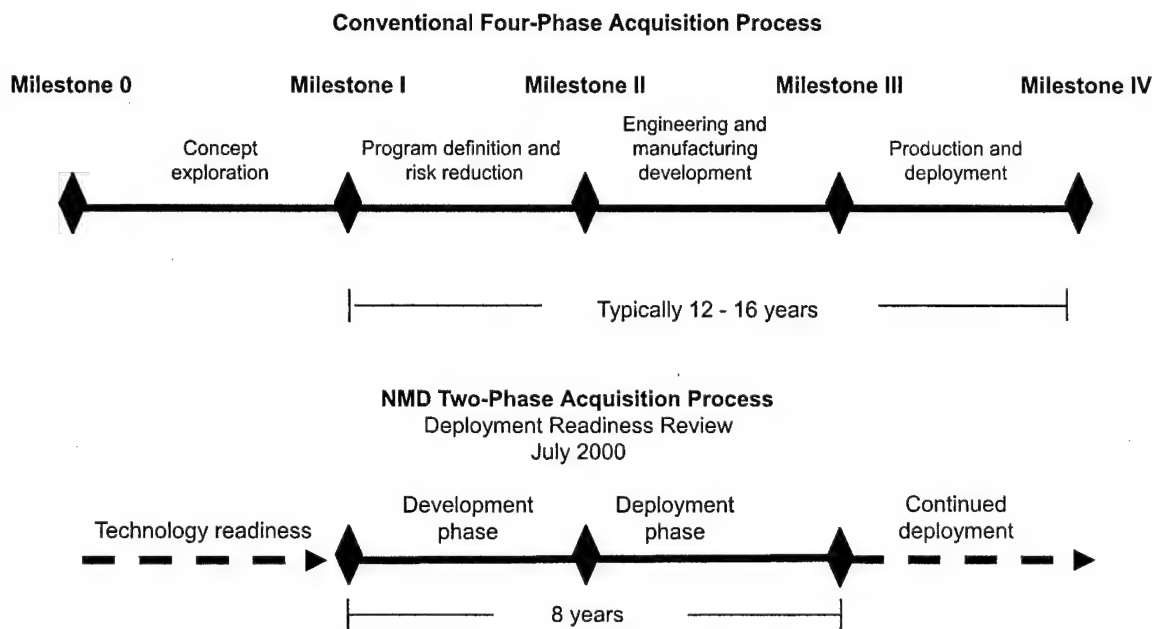 Conventional Four-Phase Acquisition Process
Milestone 0 Milestone I Milestone II Milestone III Milestone IV
Concept
exploration
Program definition and
risk reduction
Engineering and
manufacturing
development
Production and
deployment
Typically 12 - 16 years
NMD Two-Phase Acquisition Process
Deployment Readiness Review
July 2000
Technology readiness
Development
phase
Deployment
phase
Continued
deployment
8 years